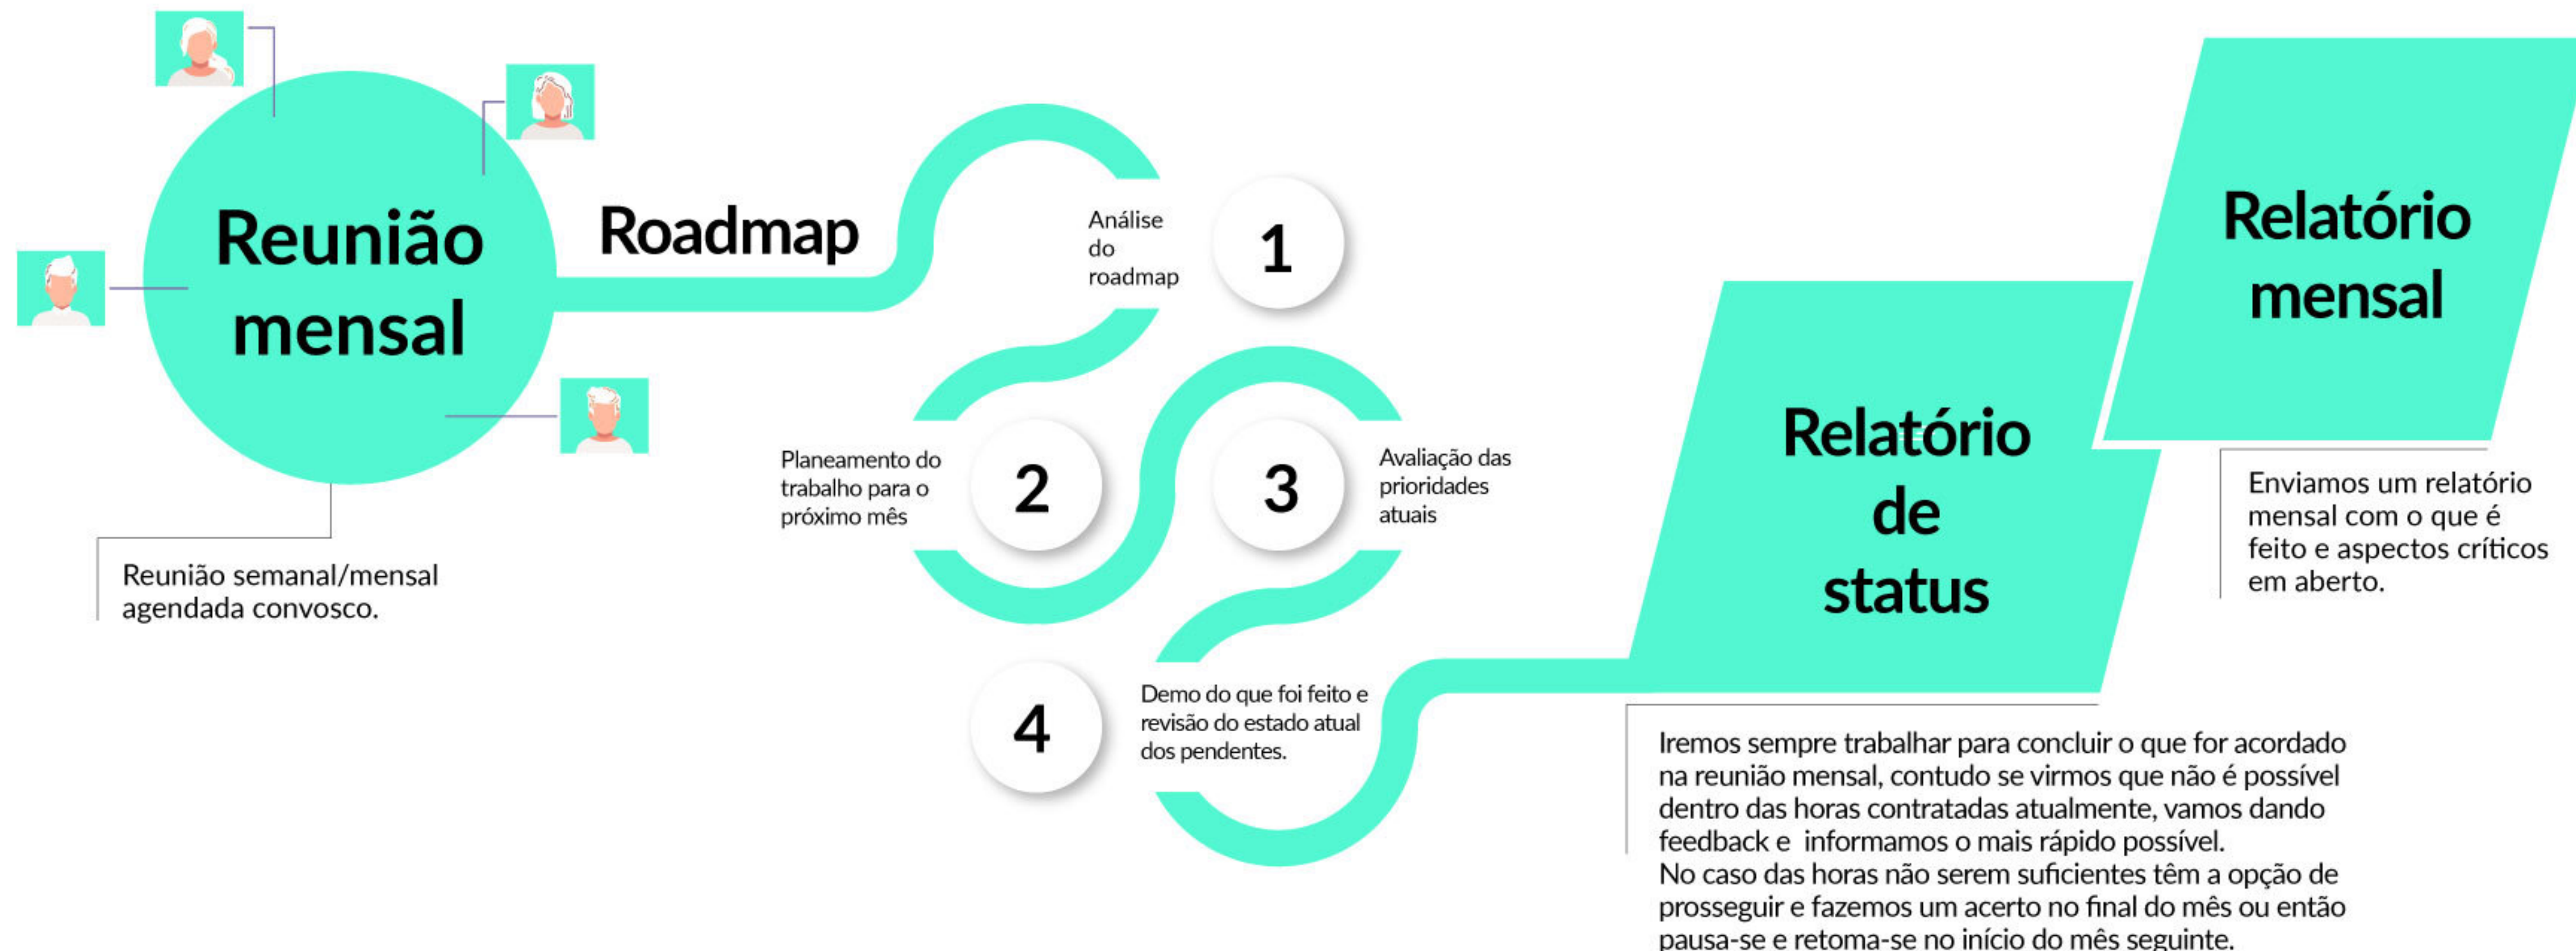 Reunião
mensal
Reunião semanal/mensal
agendada convosco.
Roadmap
Análise
do
roadmap
1
Planeamento do
trabalho para o
próximo mês
2
3
Avaliação das
prioridades
atuais
4
Demo do que foi feito e
revisão do estado atual
dos pendentes.
Relatório
de
status
Iremos sempre trabalhar para concluir o que for acordado
na reunião mensal, contudo se virmos que não é possível
dentro das horas contratadas atualmente, vamos dando
feedback e informamos o mais rápido possível.
No caso das horas não serem suficientes têm a opção de
prosseguir e fazemos um acerto no final do mês ou então
pausa-se e retoma-se no início do mês seguinte.
Relatório
mensal
Enviamos um relatório
mensal com o que é
feito e aspectos críticos
em aberto.